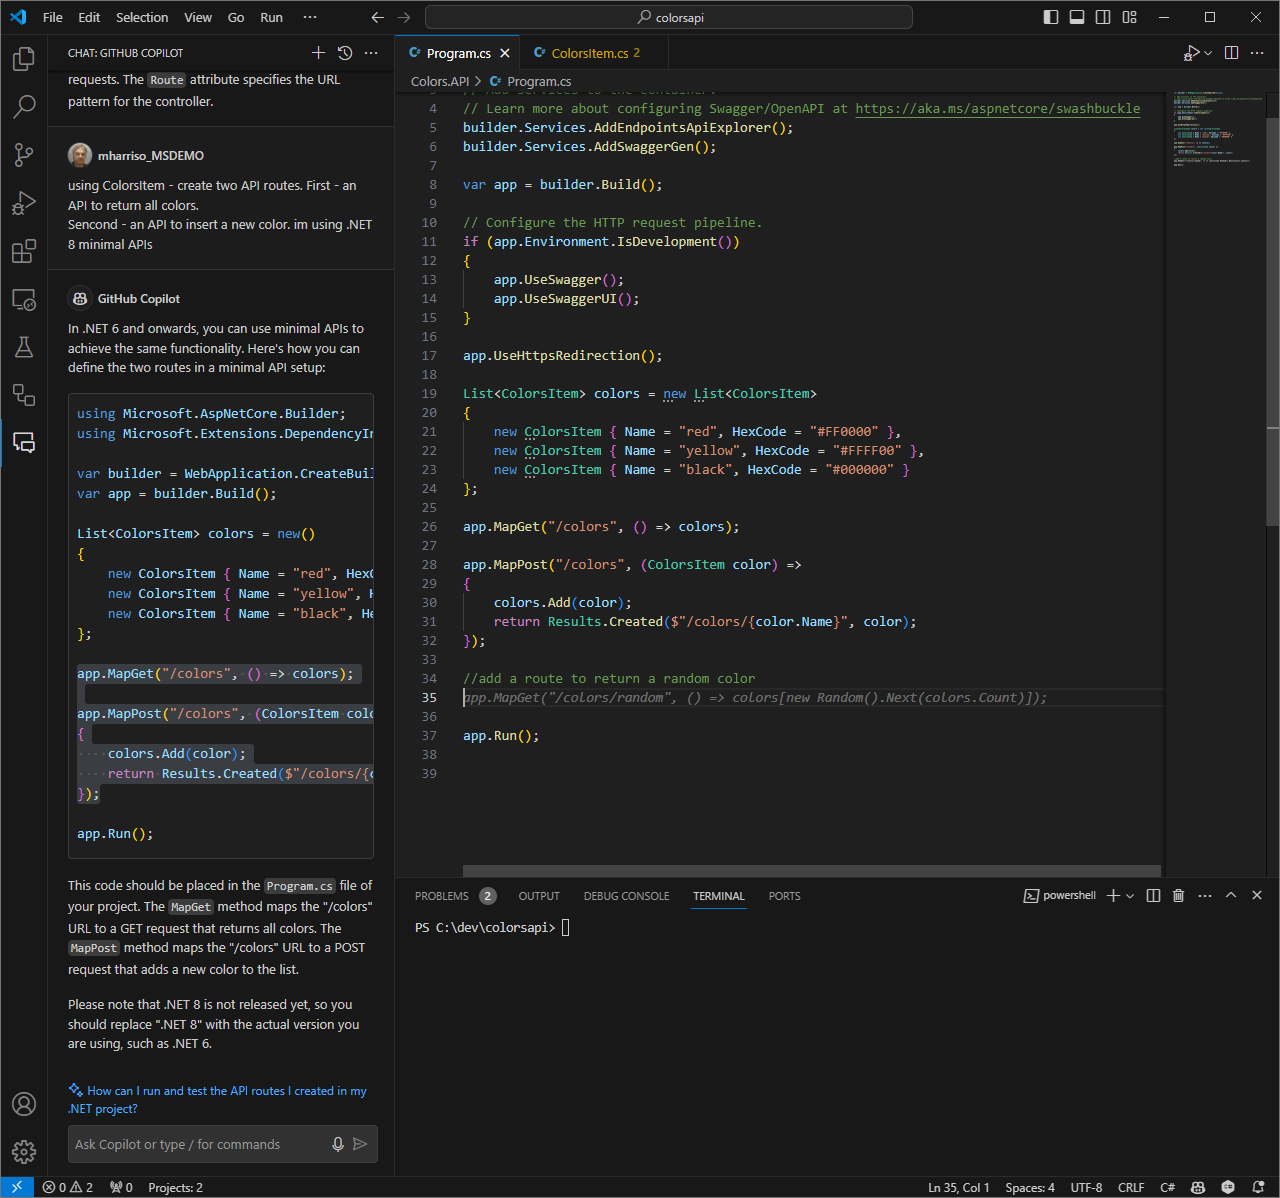 File Edit Selection View Go Run ··· colorsapi
CHAT: GITHUB COPILOT
requests. The Route attribute specifies the URL
pattern for the controller.
mharriso_MSDEMO
using ColorsItem - create two API routes. First - an
API to return all colors.
Sencond - an API to insert a new color. im using .NET
8 minimal APIs
GitHub Copilot
In .NET 6 and onwards, you can use minimal APIs to
achieve the same functionality. Here's how you can
define the two routes in a minimal API setup:
using Microsoft.AspNetCore.Builder;
using Microsoft.Extensions.DependencyIn
var builder = WebApplication.CreateBuil
var app = builder.Build();
List<ColorsItem> colors = new()
{
new ColorsItem { Name = "red", HexC
new ColorsItem { Name = "yellow", H
new ColorsItem { Name = "black", He
};
app.MapGet("/colors", () => colors);
app.MapPost("/colors", (ColorsItem colo
{
colors.Add(color);
return Results.Created($"/colors/{c
});
app.Run();
This code should be placed in the Program.cs file of
your project. The MapGet method maps the "/colors"
URL to a GET request that returns all colors. The
MapPost method maps the "/colors" URL to a POST
request that adds a new color to the list.
Please note that .NET 8 is not released yet, so you
should replace ".NET 8" with the actual version you
are using, such as .NET 6.
How can I run and test the API routes I created in my
.NET project?
Ask Copilot or type / for commands
Program.cs ColorsItem.cs 2
Colors.API > Program.cs
3 // Add services to the container.
4 // Learn more about configuring Swagger/OpenAPI at https://aka.ms/aspnetcore/swashbuckle
5 builder.Services.AddEndpointsApiExplorer();
6 builder.Services.AddSwaggerGen();
7
8 var app = builder.Build();
9
10 // Configure the HTTP request pipeline.
11 if (app.Environment.IsDevelopment())
12 {
13 app.UseSwagger();
14 app.UseSwaggerUI();
15 }
16
17 app.UseHttpsRedirection();
18
19 List<ColorsItem> colors = new List<ColorsItem>
20 {
21 new ColorsItem { Name = "red", HexCode = "#FF0000" },
22 new ColorsItem { Name = "yellow", HexCode = "#FFFF00" },
23 new ColorsItem { Name = "black", HexCode = "#000000" }
24 };
25
26 app.MapGet("/colors", () => colors);
27
28 app.MapPost("/colors", (ColorsItem color) =>
29 {
30 colors.Add(color);
31 return Results.Created($"/colors/{color.Name}", color);
32 });
33
34 //add a route to return a random color
35 app.MapGet("/colors/random", () => colors[new Random().Next(colors.Count)]);
36
37 app.Run();
38
39
PROBLEMS 2 OUTPUT DEBUG CONSOLE TERMINAL PORTS powershell
PS C:\dev\colorsapi>
0 2 0 Projects: 2 Ln 35, Col 1 Spaces: 4 UTF-8 CRLF C#